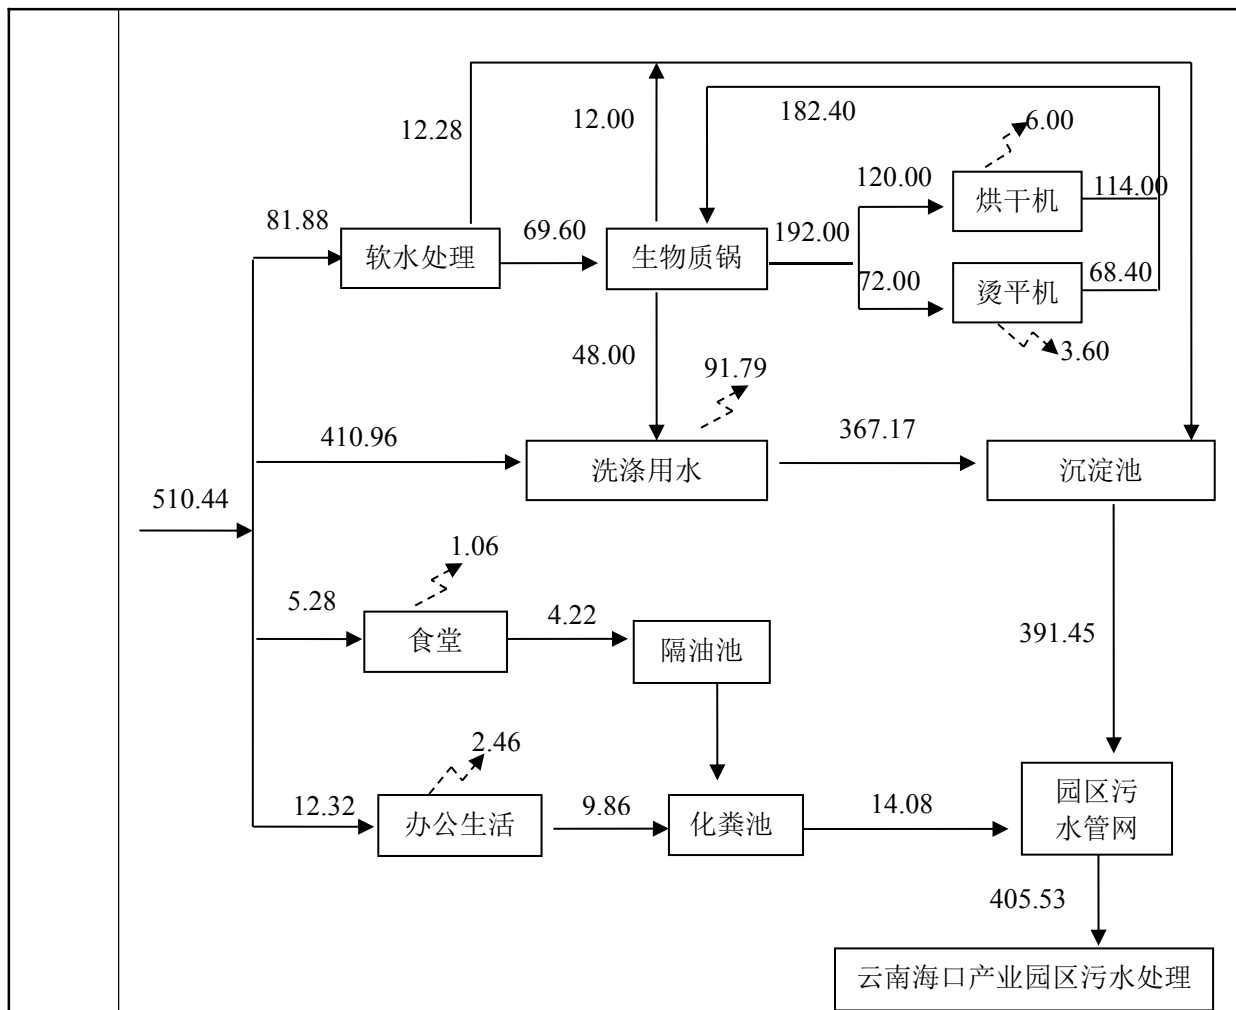 12.28
12.00
182.40
6.00
120.00
烘干机
114.00
81.88
软水处理
69.60
生物质锅
192.00
72.00
烫平机
68.40
3.60
48.00
91.79
410.96
洗涤用水
367.17
沉淀池
510.44
1.06
5.28
食堂
4.22
隔油池
391.45
2.46
12.32
办公生活
9.86
化粪池
14.08
园区污
水管网
405.53
云南海口产业园区污水处理